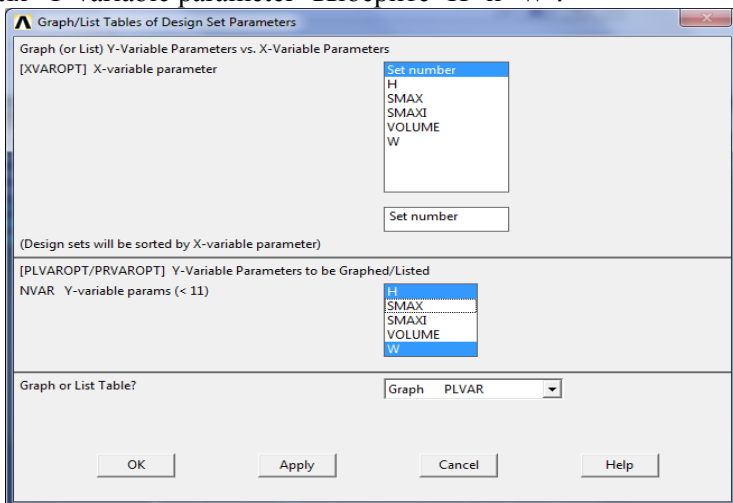 Graph/List Tables of Design Set Parameters
Graph (or List) Y-Variable Parameters vs. X-Variable Parameters
[XVAROPT] X-variable parameter
Set number
H
SMAX
SMAXI
VOLUME
W
Set number
(Design sets will be sorted by X-variable parameter)
[PLVAROPT/PRVAROPT] Y-Variable Parameters to be Graphed/Listed
NVAR Y-variable params (< 11)
H
SMAX
SMAXI
VOLUME
W
Graph or List Table?
Graph PLVAR
OK Apply Cancel Help